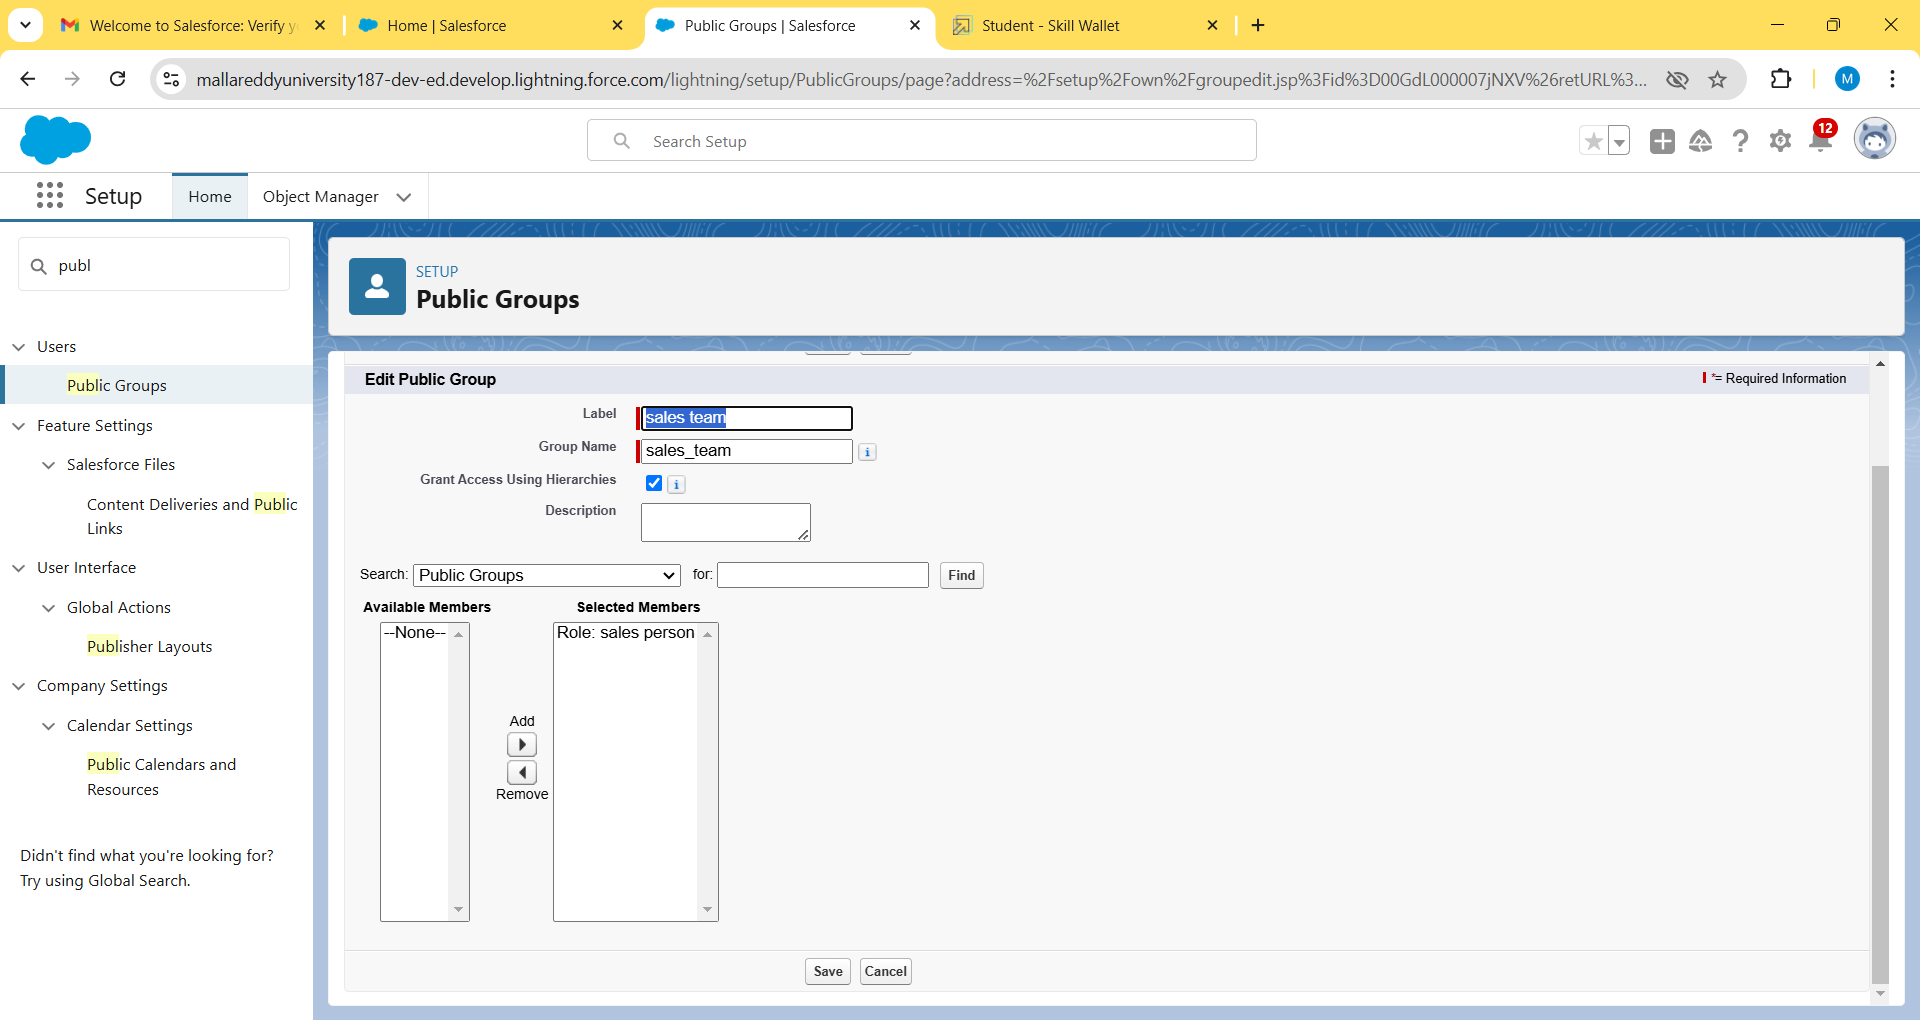 Welcome to Salesforce: Verify y
Home | Salesforce
Public Groups | Salesforce
Student - Skill Wallet
mallareddyuniversity187-dev-ed.develop.lightning.force.com/lightning/setup/PublicGroups/page?address=%2Fsetup%2Fown%2Fgroupedit.jsp%3Fid%3D00GdL000007jNXV%26retURL%3...
M
Search Setup
12
Setup
Home
Object Manager
publ
SETUP
Public Groups
Users
Public Groups
Feature Settings
Salesforce Files
Content Deliveries and Public
Links
User Interface
Global Actions
Publisher Layouts
Company Settings
Calendar Settings
Public Calendars and
Resources
Didn't find what you're looking for?
Try using Global Search.
Edit Public Group
*= Required Information
Label
sales team
Group Name
sales_team
i
Grant Access Using Hierarchies
i
Description
Search: Public Groups for: Find
Available Members
Selected Members
--None--
Role: sales person
Add
Remove
Save
Cancel